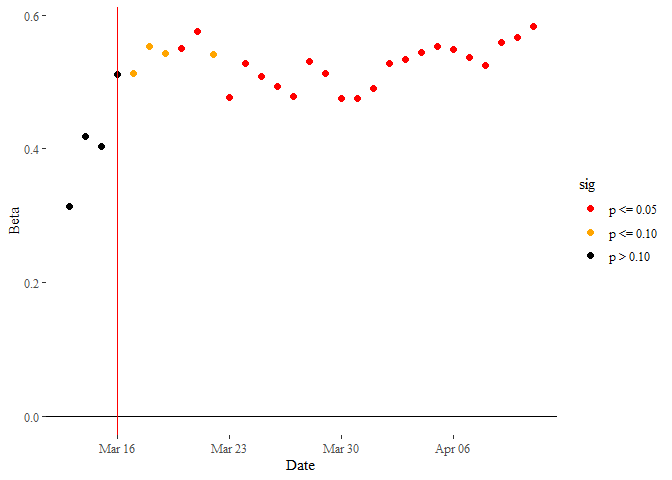 0.6
0.4
0.2
0.0
Beta
Mar 16
Mar 23
Mar 30
Apr 06
Date
sig
p <= 0.05
p <= 0.10
p > 0.10